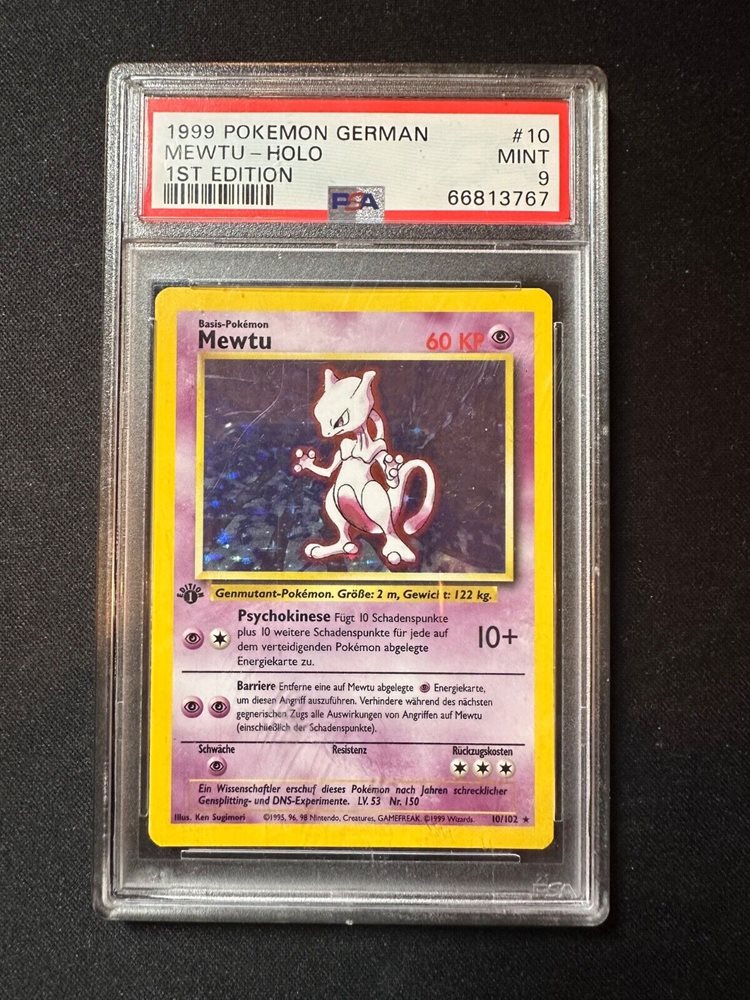 1999 POKEMON GERMAN #10
MEWTU - HOLO MINT
1ST EDITION 9
PSA 66813767
Basis-Pokémon
Mewtu 60 KP
EDITION 1
Genmutant-Pokémon. Größe: 2 m, Gewicht: 122 kg.
Psychokinese Fügt 10 Schadenspunkte
plus 10 weitere Schadenspunkte für jede auf
dem verteidigenden Pokémon abgelegte
Energiekarte zu.
10+
Barriere Entferne eine auf Mewtu abgelegte Energiekarte,
um diesen Angriff auszuführen. Verhindere während des nächsten
gegnerischen Zugs alle Auswirkungen von Angriffen auf Mewtu
(einschließlich der Schadenspunkte).
Schwäche Resistenz Rückzugskosten
Ein Wissenschaftler erschuf dieses Pokémon nach Jahren schrecklicher
Gensplitting- und DNS-Experimente. LV. 53 Nr. 150
Illus. Ken Sugimori ©1995, 96, 98 Nintendo, Creatures, GAMEFREAK. ©1999 Wizards. 10/102 ★
PSA